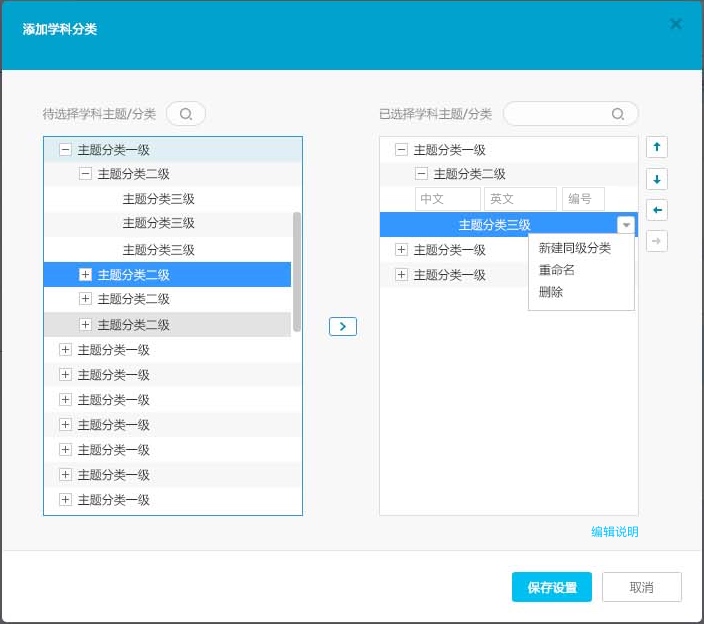 添加学科分类
待选择学科主题/分类
已选择学科主题/分类
主题分类一级
主题分类二级
主题分类三级
主题分类三级
主题分类三级
主题分类二级
主题分类二级
主题分类二级
主题分类一级
主题分类一级
主题分类一级
主题分类一级
主题分类一级
主题分类一级
主题分类一级
主题分类一级
主题分类二级
中文 英文 编号
主题分类三级
主题分类一级
主题分类一级
新建同级分类
重命名
删除
编辑说明
保存设置
取消